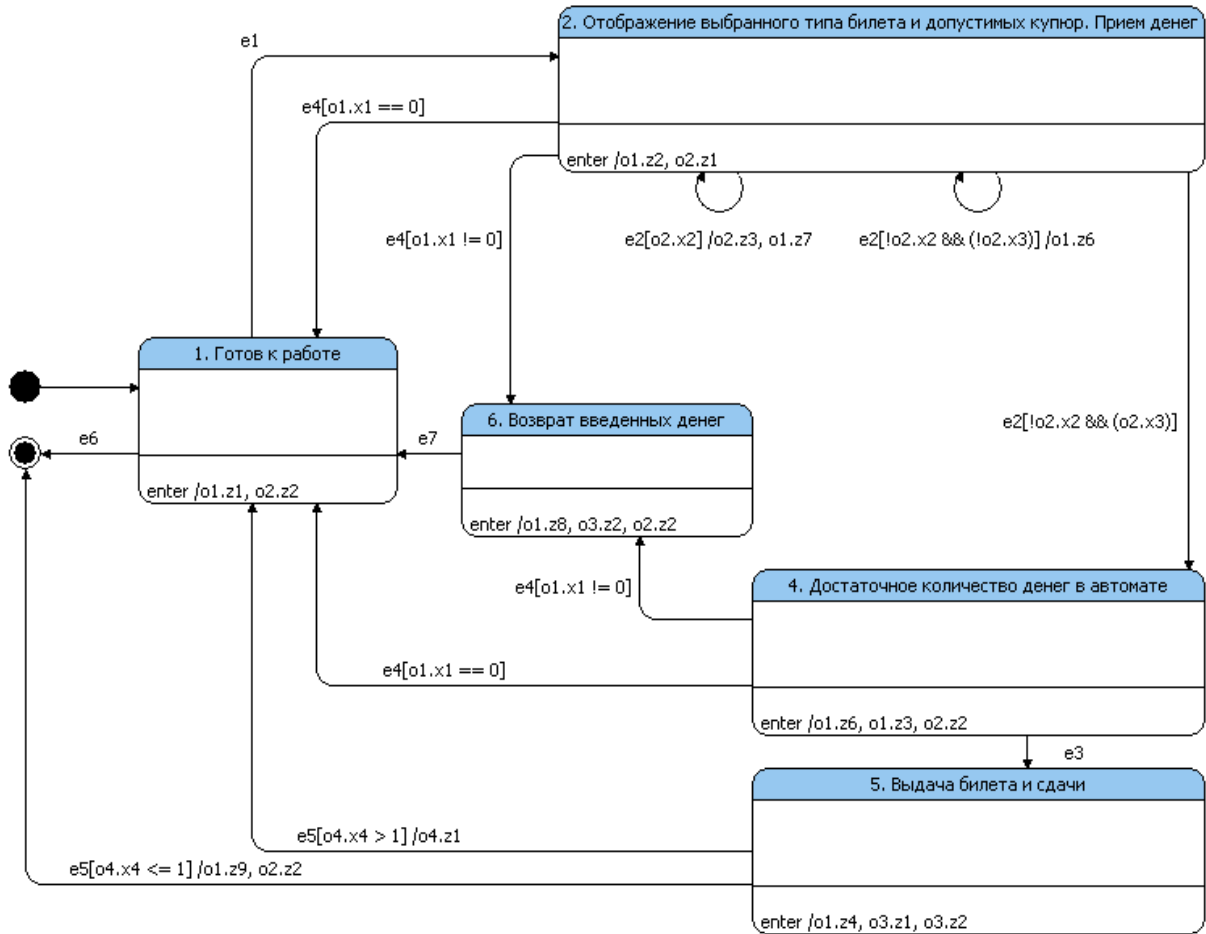 2. Отображение выбранного типа билета и допустимых купюр. Прием денег
e1
e4[o1.x1 == 0]
enter /o1.z2, o2.z1
e4[o1.x1 != 0]
e2[o2.x2] /o2.z3, o1.z7
e2[!o2.x2 && (!o2.x3)] /o1.z6
1. Готов к работе
6. Возврат введенных денег
e2[!o2.x2 && (o2.x3)]
e6
e7
enter /o1.z1, o2.z2
enter /o1.z8, o3.z2, o2.z2
e4[o1.x1 != 0]
4. Достаточное количество денег в автомате
e4[o1.x1 == 0]
enter /o1.z6, o1.z3, o2.z2
e3
5. Выдача билета и сдачи
e5[o4.x4 > 1] /o4.z1
e5[o4.x4 <= 1] /o1.z9, o2.z2
enter /o1.z4, o3.z1, o3.z2